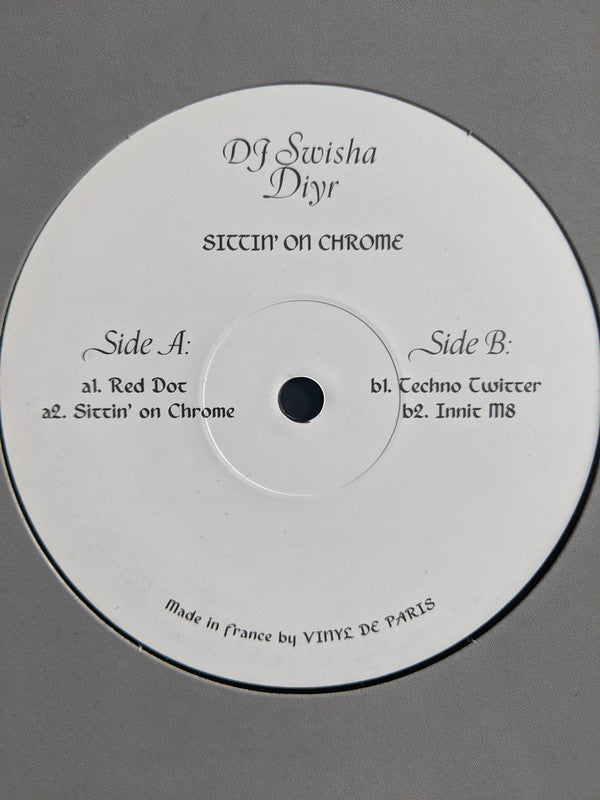 DJ Swisha
Diyr
SITTIN' ON CHROME
Side A:
a1. Red Dot
a2. Sittin' on Chrome
Side B:
b1. Techno Twitter
b2. Innit M8
Made in France by VINYL DE PARIS